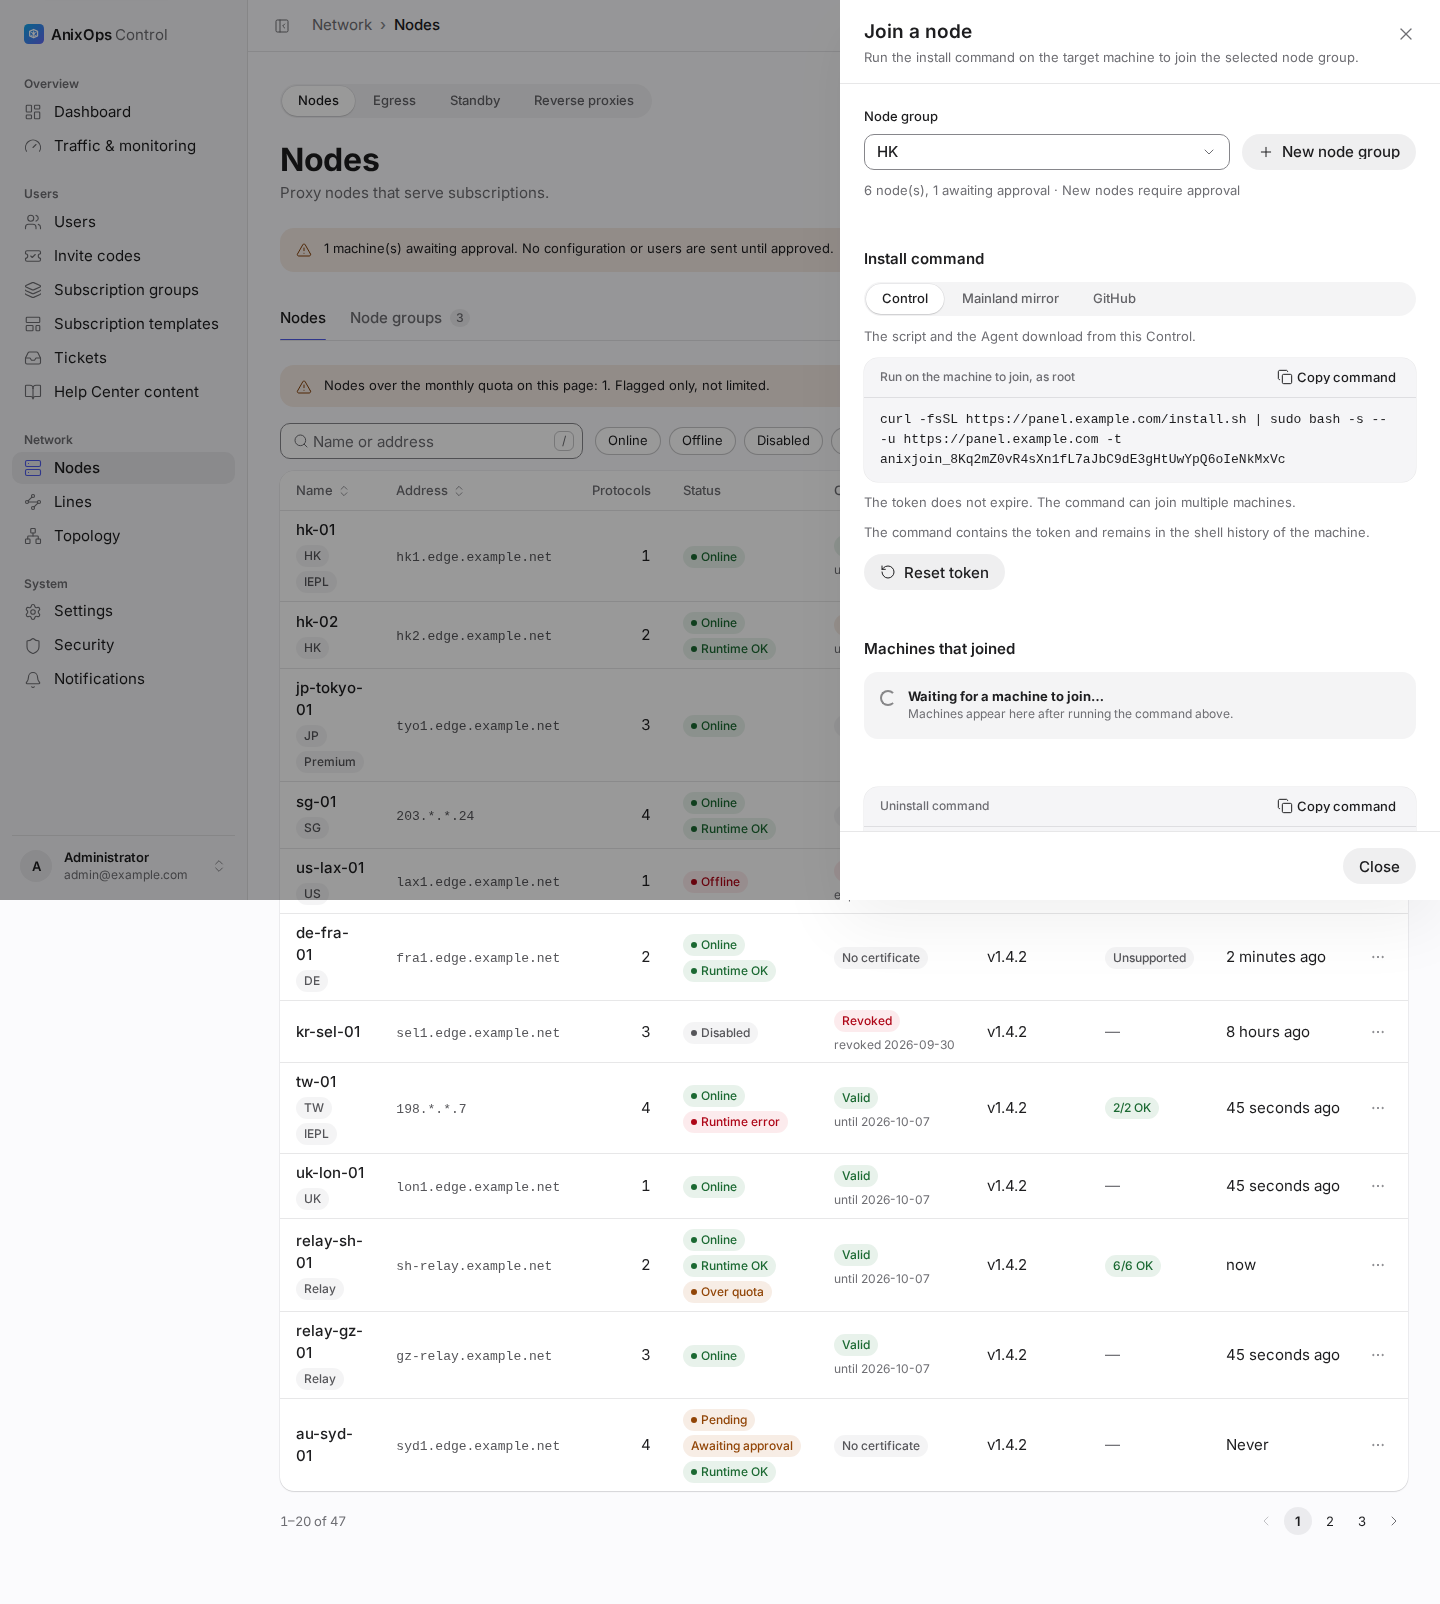 AnixOps Control
Overview
Dashboard
Traffic & monitoring
Users
Users
Invite codes
Subscription groups
Subscription templates
Tickets
Help Center content
Network
Nodes
Lines
Topology
System
Settings
Security
Notifications
A
Administrator
admin@example.com
Network › Nodes
Nodes Egress Standby Reverse proxies
Nodes
Proxy nodes that serve subscriptions.
1 machine(s) awaiting approval. No configuration or users are sent until approved.
Nodes Node groups 3
Nodes over the monthly quota on this page: 1. Flagged only, not limited.
Name or address / Online Offline Disabled
Name Address Protocols Status
hk-01
HK
IEPL
hk1.edge.example.net 1 Online
hk-02
HK
hk2.edge.example.net 2 Online
Runtime OK
jp-tokyo-
01
JP
Premium
tyo1.edge.example.net 3 Online
sg-01
SG
203.*.*.24 4 Online
Runtime OK
us-lax-01
US
lax1.edge.example.net 1 Offline
de-fra-
01
DE
fra1.edge.example.net 2 Online
Runtime OK
No certificate v1.4.2 Unsupported 2 minutes ago
kr-sel-01 sel1.edge.example.net 3 Disabled Revoked
revoked 2026-09-30
v1.4.2 — 8 hours ago
tw-01
TW
IEPL
198.*.*.7 4 Online
Runtime error
Valid
until 2026-10-07
v1.4.2 2/2 OK 45 seconds ago
uk-lon-01
UK
lon1.edge.example.net 1 Online Valid
until 2026-10-07
v1.4.2 — 45 seconds ago
relay-sh-
01
Relay
sh-relay.example.net 2 Online
Runtime OK
Over quota
Valid
until 2026-10-07
v1.4.2 6/6 OK now
relay-gz-
01
Relay
gz-relay.example.net 3 Online Valid
until 2026-10-07
v1.4.2 — 45 seconds ago
au-syd-
01
syd1.edge.example.net 4 Pending
Awaiting approval
Runtime OK
No certificate v1.4.2 — Never
1–20 of 47
1 2 3
Join a node
Run the install command on the target machine to join the selected node group.
Node group
HK
New node group
6 node(s), 1 awaiting approval · New nodes require approval
Install command
Control Mainland mirror GitHub
The script and the Agent download from this Control.
Run on the machine to join, as root Copy command
curl -fsSL https://panel.example.com/install.sh | sudo bash -s --
-u https://panel.example.com -t
anixjoin_8Kq2mZ0vR4sXn1fL7aJbC9dE3gHtUwYpQ6oIeNkMxVc
The token does not expire. The command can join multiple machines.
The command contains the token and remains in the shell history of the machine.
Reset token
Machines that joined
Waiting for a machine to join…
Machines appear here after running the command above.
Uninstall command Copy command
Close